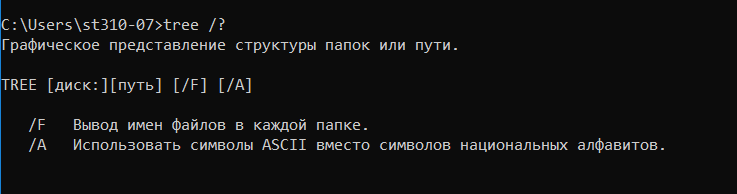 C:\Users\st310-07>tree /?
Графическое представление структуры папок или пути.
TREE [диск:][путь] [/F] [/A]
/F   Вывод имен файлов в каждой папке.
/A   Использовать символы ASCII вместо символов национальных алфавитов.